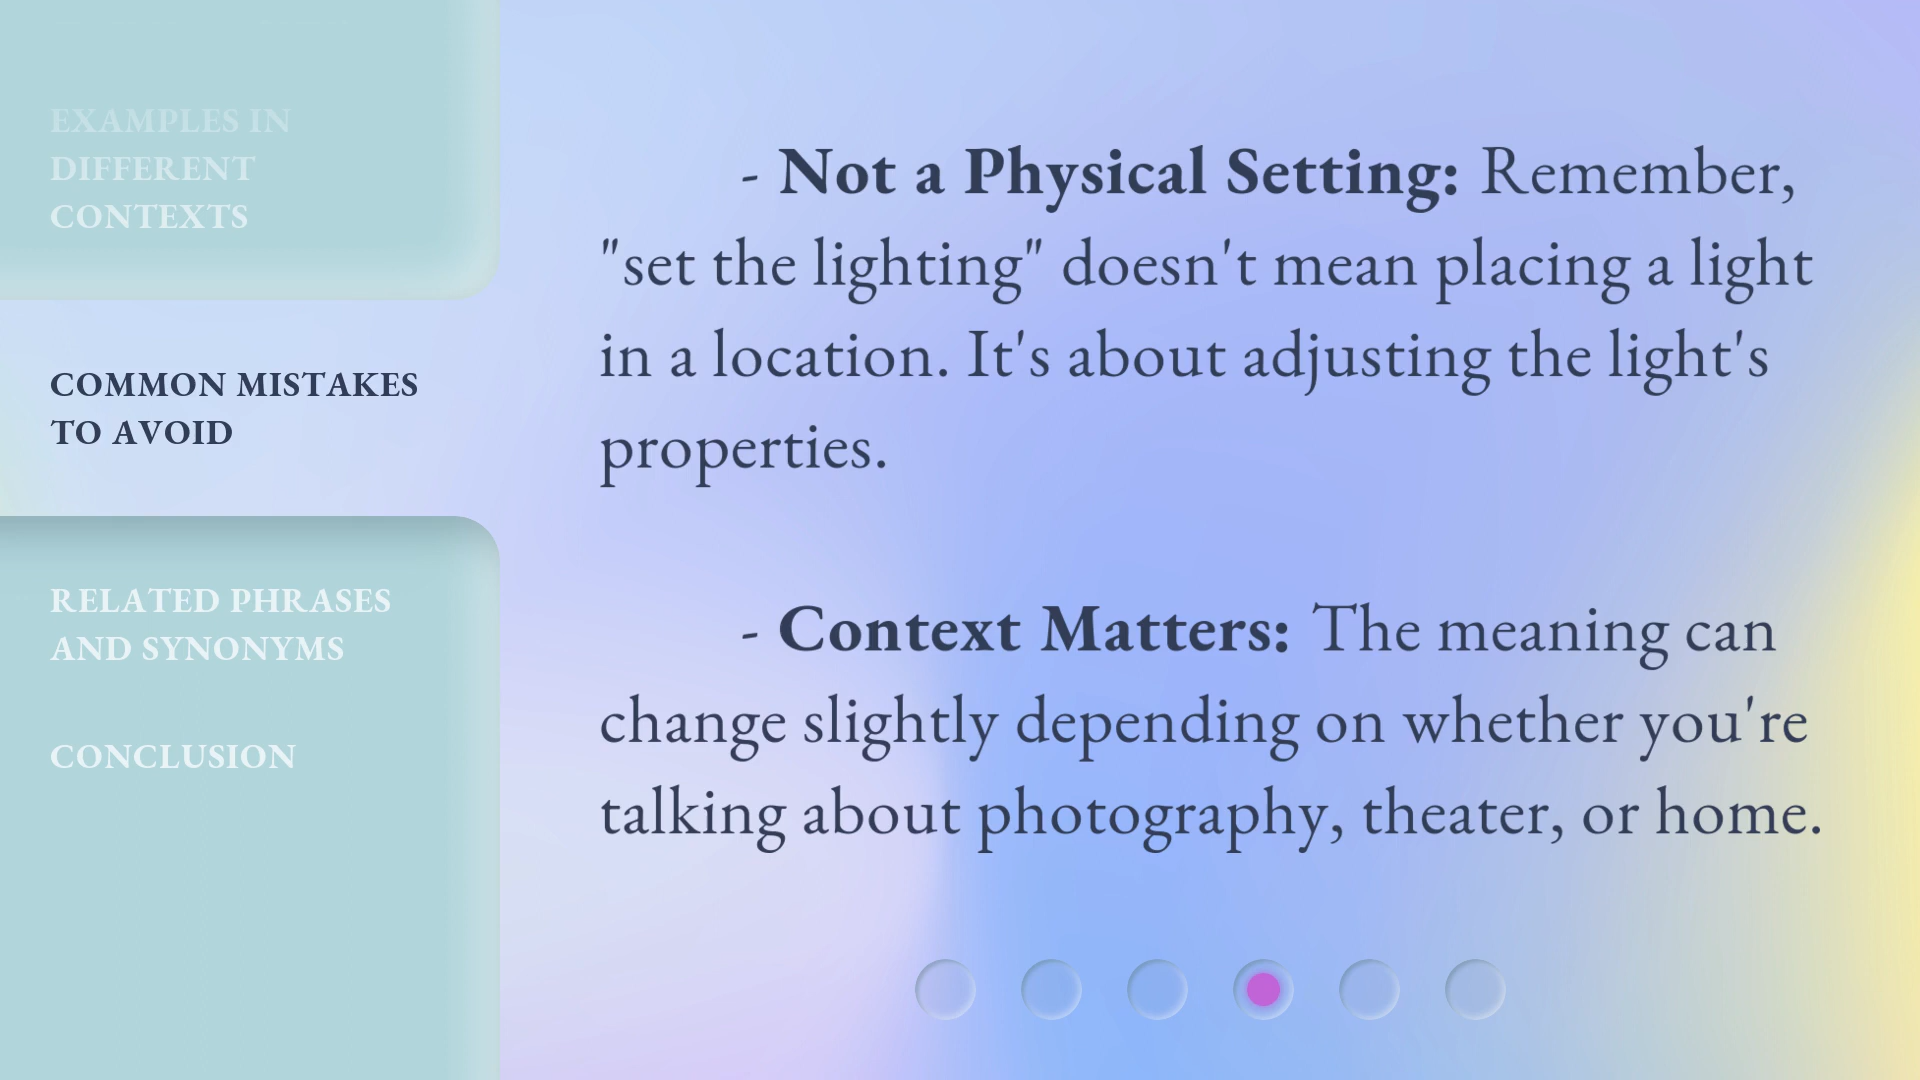 EXAMPLES IN
DIFFERENT
CONTEXTS
COMMON MISTAKES
TO AVOID
RELATED PHRASES
AND SYNONYMS
CONCLUSION
- Not a Physical Setting: Remember,
"set the lighting" doesn't mean placing a light
in a location. It's about adjusting the light's
properties.
- Context Matters: The meaning can
change slightly depending on whether you're
talking about photography, theater, or home.